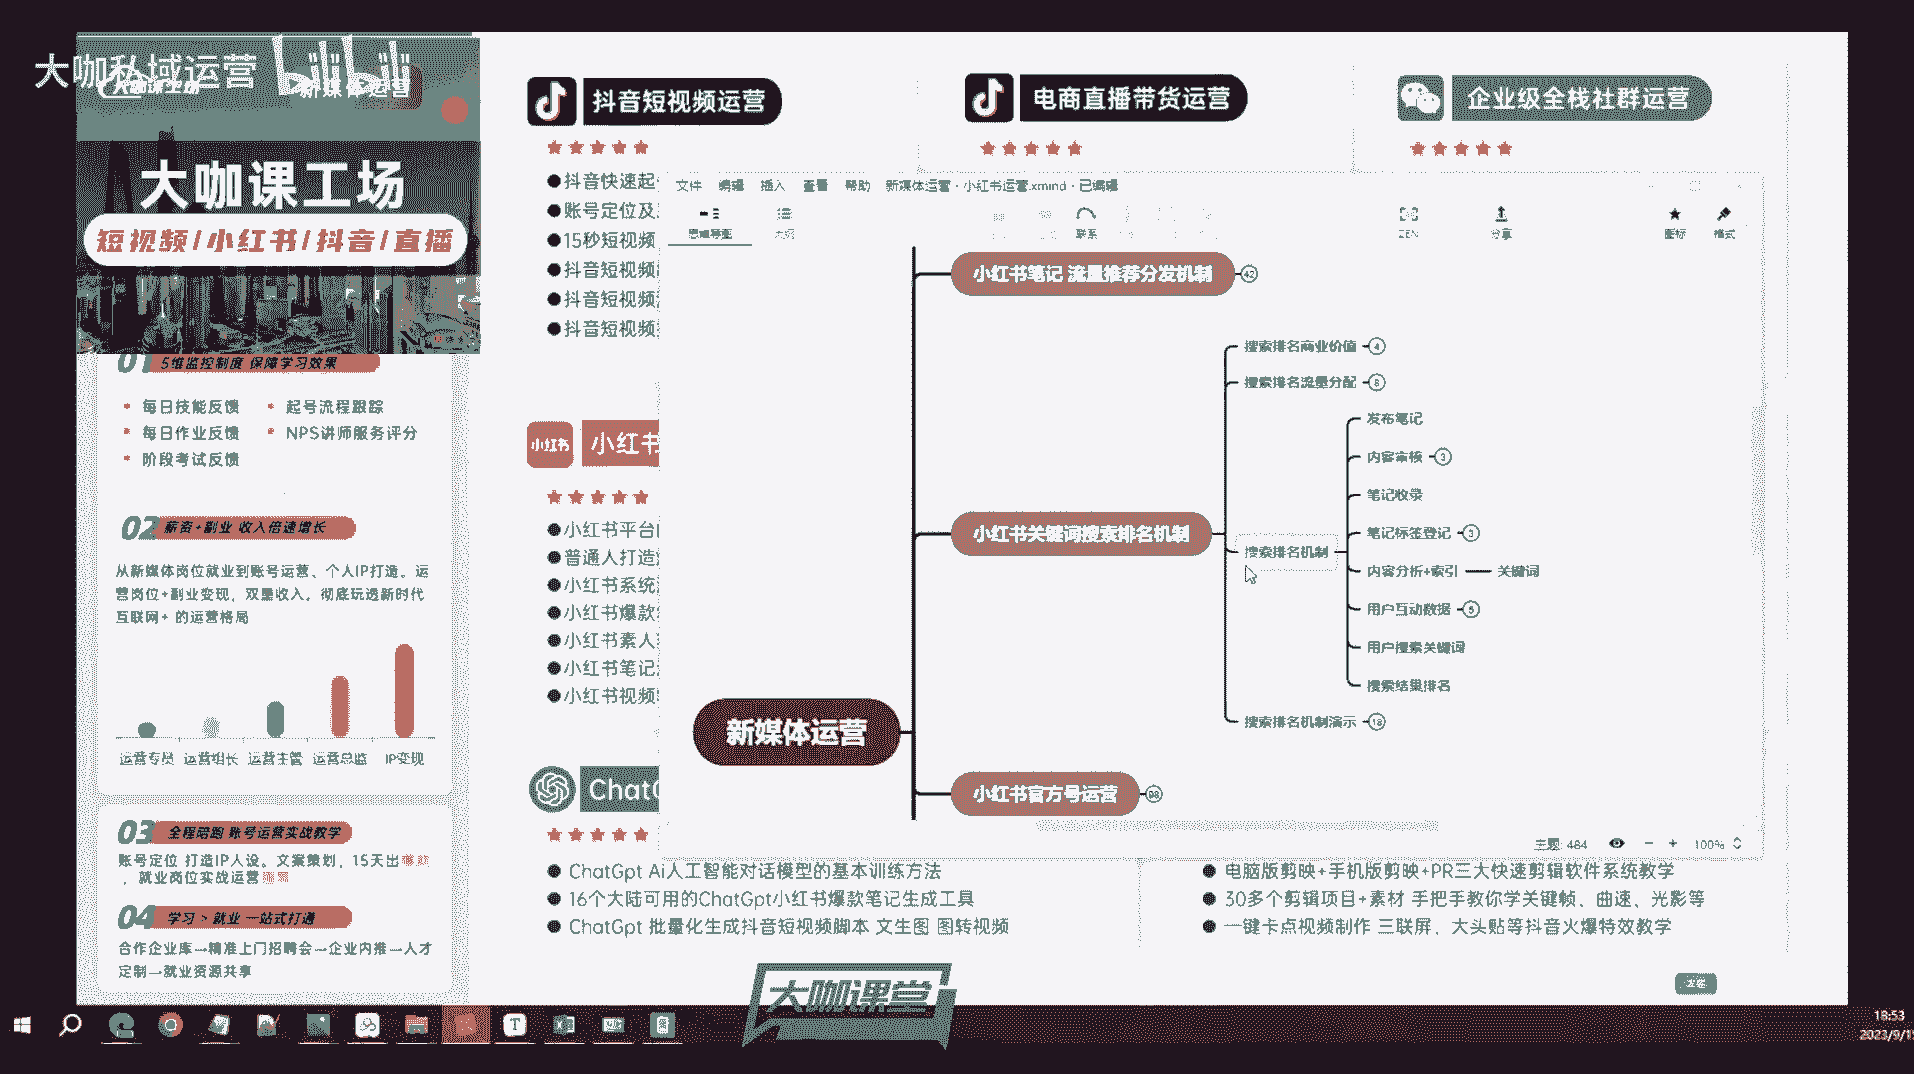 大咖私域运营
bilibili
新媒体运营
大咖课工场
短视频/小红书/抖音/直播
01 5维监控制度 保障学习效果
每日技能反馈
起号流程跟踪
每日作业反馈
NPS讲师服务评分
阶段考试反馈
02 薪资+副业 收入倍速增长
从新媒体岗位就业到账号运营、个人IP打造。运
营岗位+副业变现，双重收入。彻底玩透新时代
互联网+ 的运营格局
运营专员 运营组长 运营主管 运营总监 IP变现
03 全程陪跑 账号运营实战教学
账号定位 打造IP人设。文案策划，15天出
，就业岗位实战运营
04 学习 > 就业 一站式打通
合作企业库→精准上门招聘会→企业内推→人才
定制→就业资源共享
抖音短视频运营
抖音快速起
账号定位及
15秒短视频
抖音短视频
抖音短视频
抖音短视频
电商直播带货运营
企业级全栈社群运营
小红书
小红书
小红书平台
普通人打造
小红书系统
小红书爆款
小红书素人
小红书笔记
小红书视频
文件 编辑 插入 查看 帮助 新媒体运营 · 小红书运营.xmind · 已编辑
思维导图 大纲 联系 ZEN 分享 图标 格式
小红书笔记 流量推荐分发机制 42
搜索排名商业价值 4
搜索排名流量分配 8
发布笔记
内容审核 3
笔记收录
小红书关键词搜索排名机制
笔记标签登记 3
搜索排名机制
内容分析+索引 关键词
用户互动数据 5
用户搜索关键词
搜索结果排名
搜索排名机制演示 18
新媒体运营
小红书官方号运营 98
主题: 484 100%
Chat
ChatGpt Ai人工智能对话模型的基本训练方法
16个大陆可用的ChatGpt小红书爆款笔记生成工具
ChatGpt 批量化生成抖音短视频脚本 文生图 图转视频
电脑版剪映+手机版剪映+PR三大快速剪辑软件系统教学
30多个剪辑项目+素材 手把手教你学关键帧、曲速、光影等
一键卡点视频制作 三联屏，大头贴等抖音火爆特效教学
大咖课堂
18:53
2023/9/1